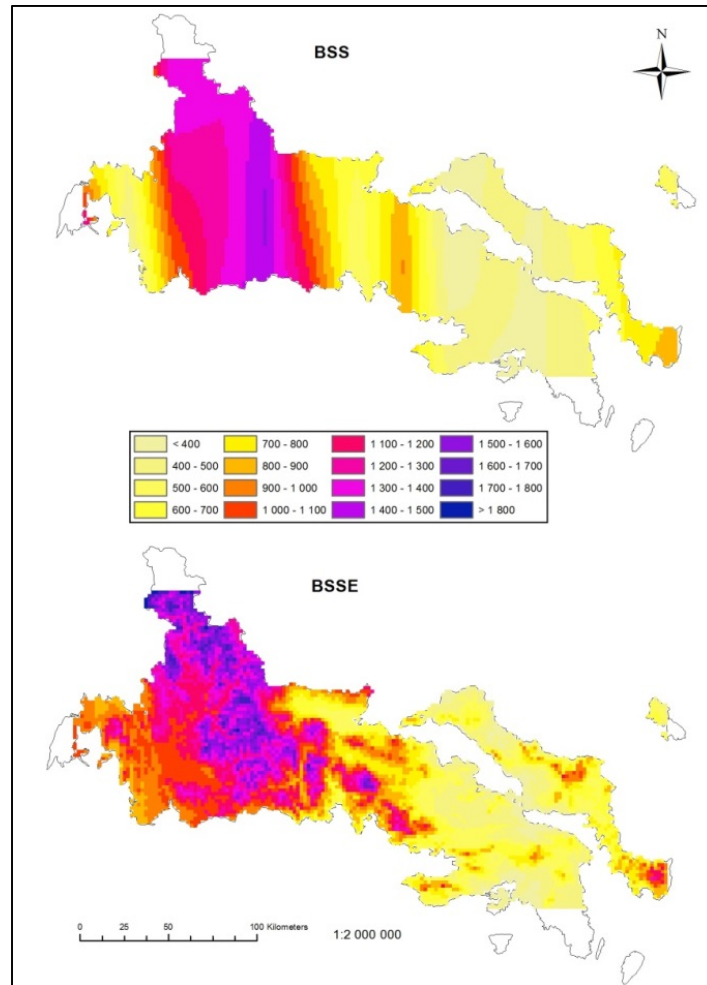 BSS
N
< 400 700 - 800 1 100 - 1 200 1 500 - 1 600
400 - 500 800 - 900 1 200 - 1 300 1 600 - 1 700
500 - 600 900 - 1 000 1 300 - 1 400 1 700 - 1 800
600 - 700 1 000 - 1 100 1 400 - 1 500 > 1 800
BSSE
0 25 50 100 Kilometers
1:2 000 000